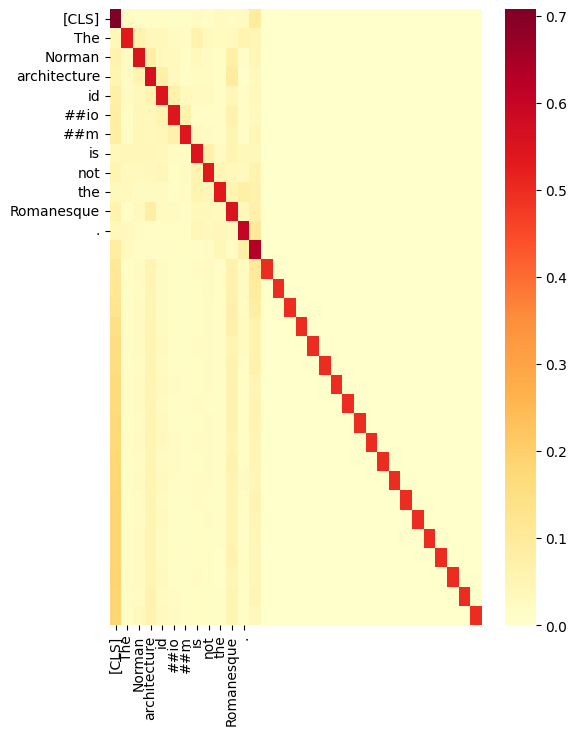 [CLS]
The
Norman
architecture
id
##io
##m
is
not
the
Romanesque
.
0.7
0.6
0.5
0.4
0.3
0.2
0.1
0.0
[CLS]
The
Norman
architecture
id
##io
##m
is
not
the
Romanesque
.